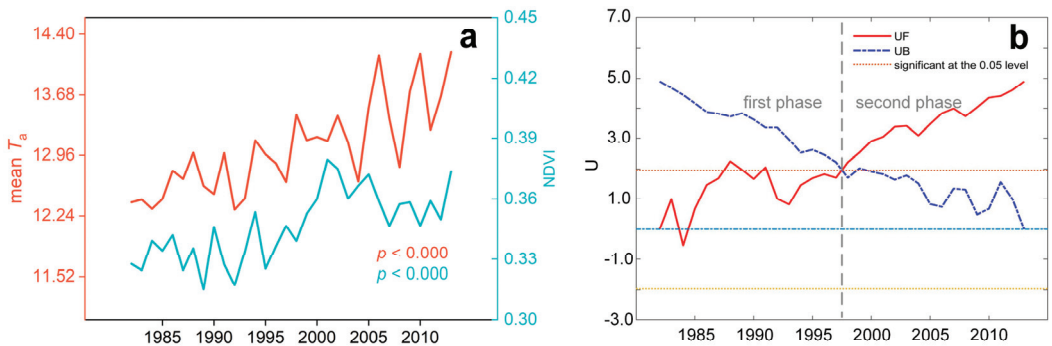 a
14.40
13.68
12.96
12.24
11.52
mean Ta
0.45
0.42
0.39
0.36
0.33
0.30
NDVI
p < 0.000
p < 0.000
1985 1990 1995 2000 2005 2010
b
UF
UB
significant at the 0.05 level
first phase second phase
7.0
5.0
3.0
1.0
-1.0
-3.0
U
1985 1990 1995 2000 2005 2010